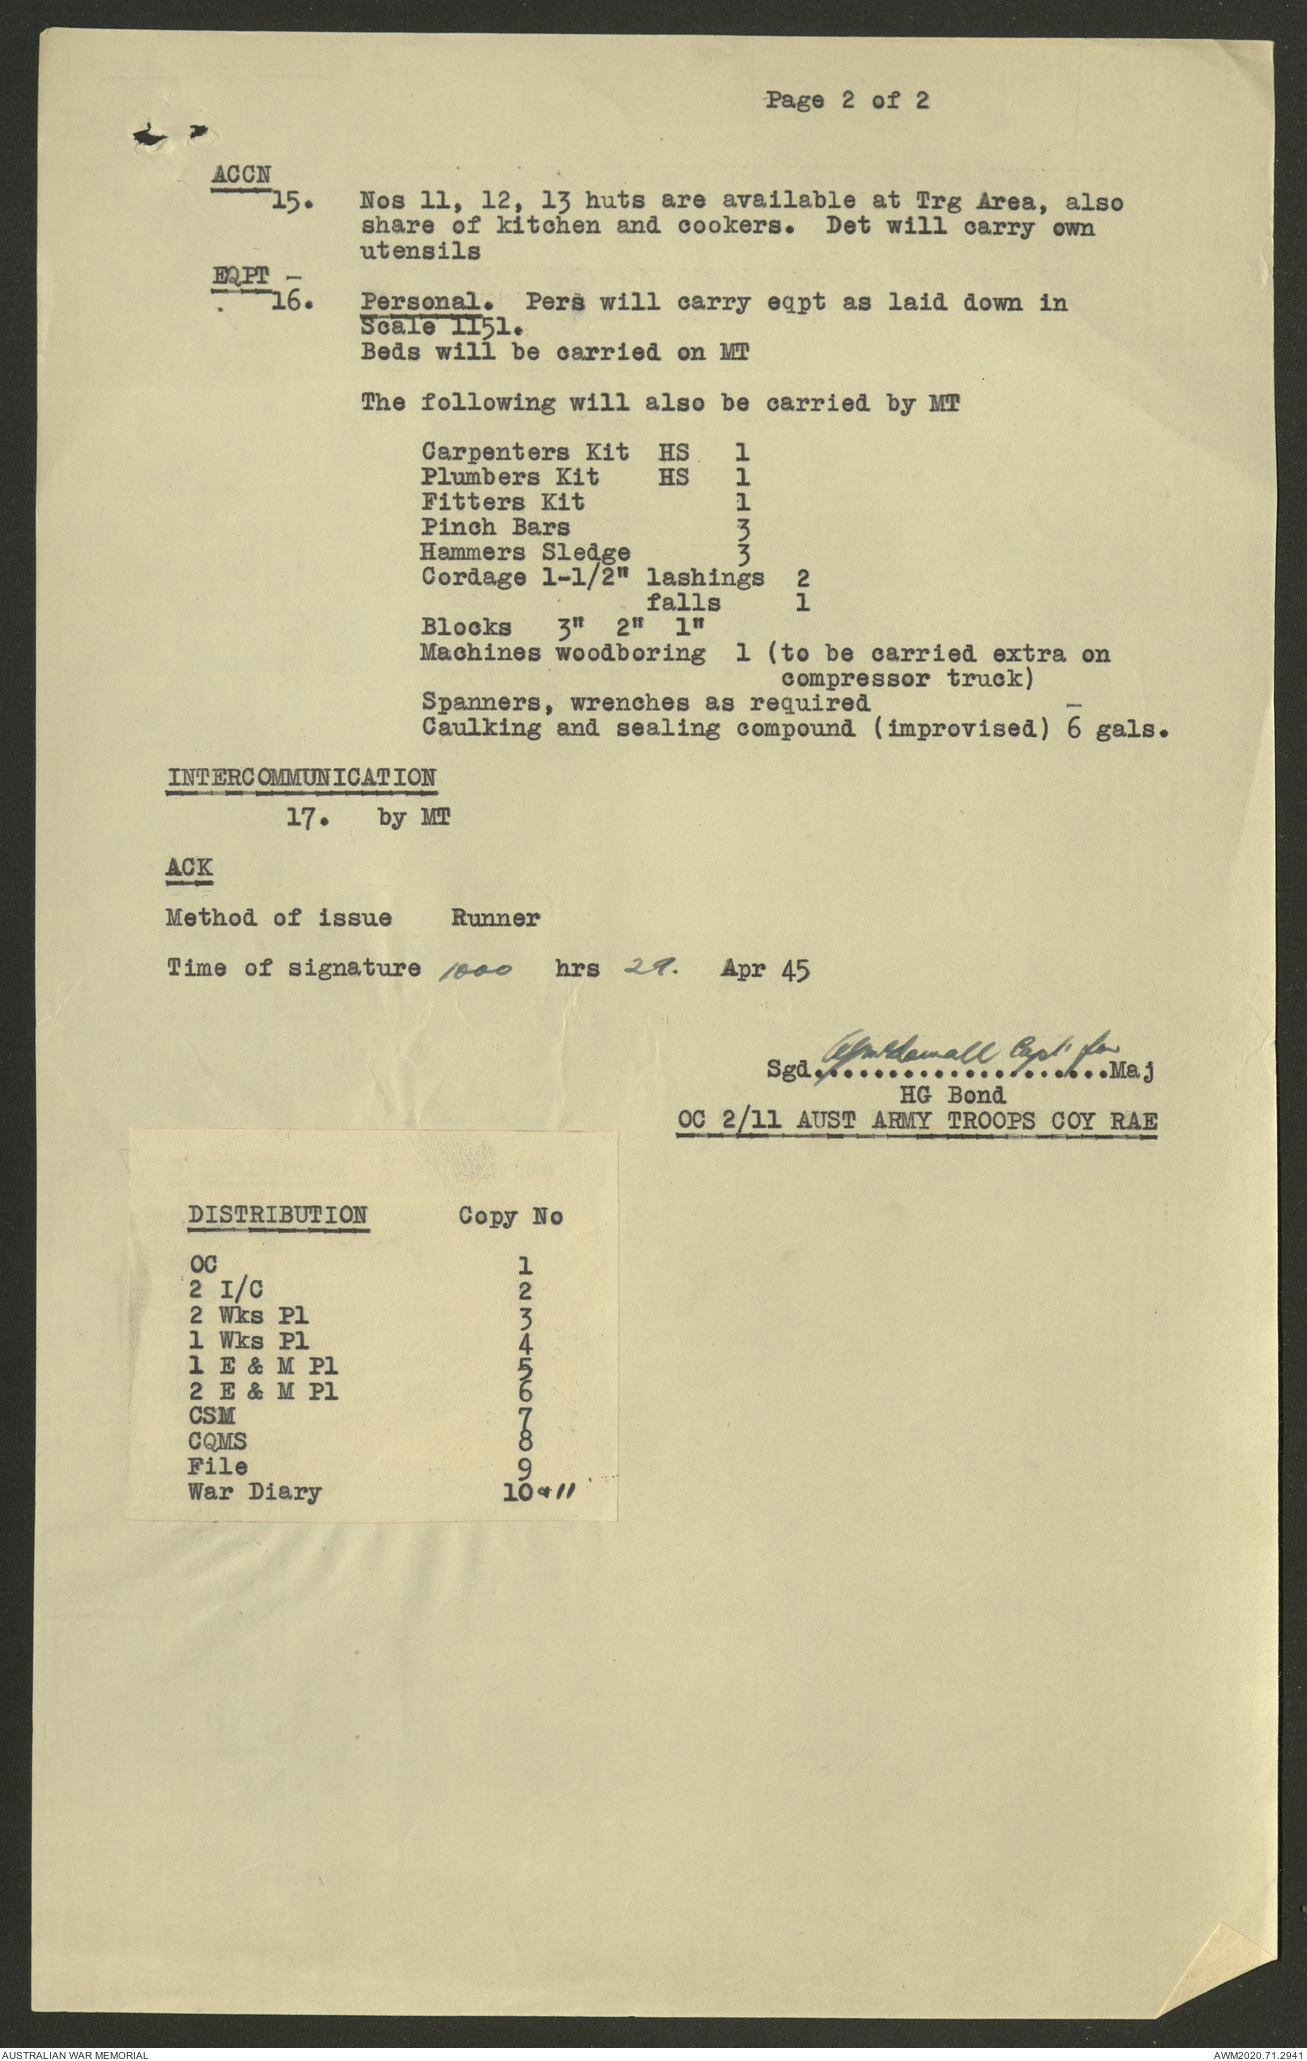 Page 2 of 2
ACCN
15. Nos 11, 12, 13 huts are available at Trg Area, also
share of kitchen and cookers. Det will carry own
utensils
EQPT -
16. Personal. Pers will carry eqpt as laid down in
Scale 1151.
Beds will be carried on MT
The following will also be carried by MT
Carpenters Kit HS 1
Plumbers Kit HS 1
Fitters Kit 1
Pinch Bars 3
Hammers Sledge 3
Cordage 1-1/2" lashings 2
falls 1
Blocks 3" 2" 1"
Machines woodboring 1 (to be carried extra on
compressor truck)
Spanners, wrenches as required
Caulking and sealing compound (improvised) 6 gals.
INTERCOMMUNICATION
17. by MT
ACK
Method of issue Runner
Time of signature 1000 hrs 29. Apr 45
Capt for
Sgd....................Maj
HG Bond
OC 2/11 AUST ARMY TROOPS COY RAE
DISTRIBUTION Copy No
OC 1
2 I/C 2
2 Wks Pl 3
1 Wks Pl 4
1 E & M Pl 5
2 E & M Pl 6
CSM 7
CQMS 8
File 9
War Diary 10 & 11
AUSTRALIAN WAR MEMORIAL
AWM2020.71.2941